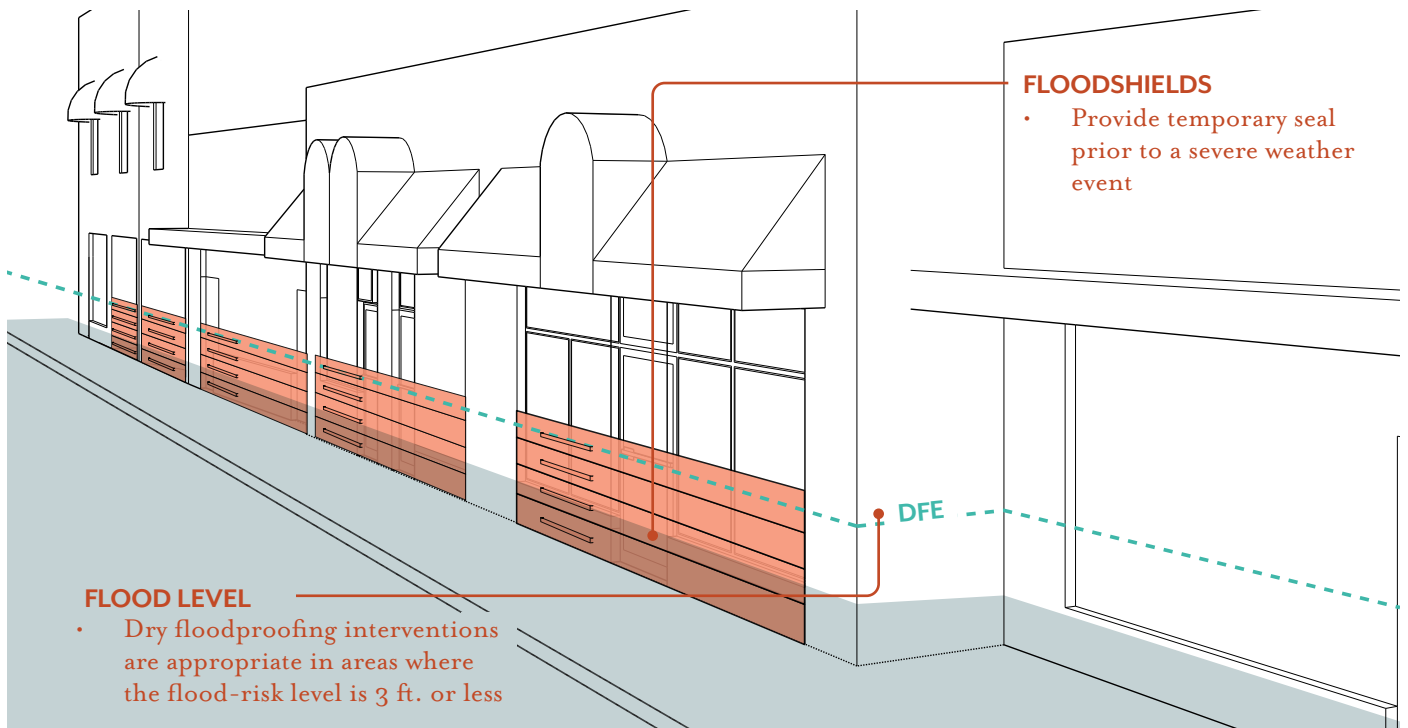 FLOODSHIELDS
• Provide temporary seal
prior to a severe weather
event
DFE
FLOOD LEVEL
• Dry floodproofing interventions
are appropriate in areas where
the flood-risk level is 3 ft. or less